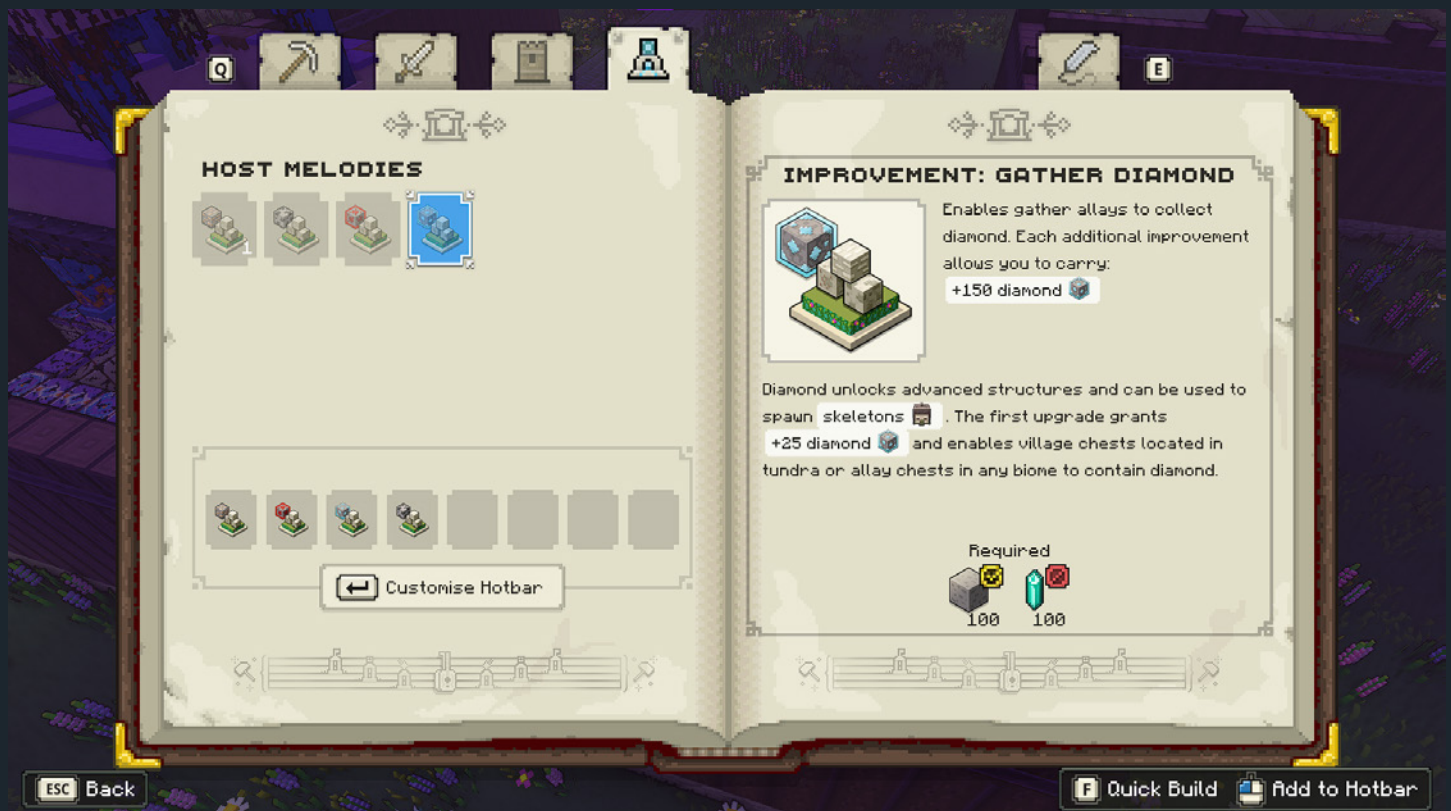 Q
E
HOST MELODIES
1
Customise Hotbar
IMPROVEMENT: GATHER DIAMOND
Enables gather allays to collect
diamond. Each additional improvement
allows you to carry:
+150 diamond
Diamond unlocks advanced structures and can be used to
spawn skeletons . The first upgrade grants
+25 diamond and enables village chests located in
tundra or allay chests in any biome to contain diamond.
Required
100 100
ESC Back
F Quick Build Add to Hotbar